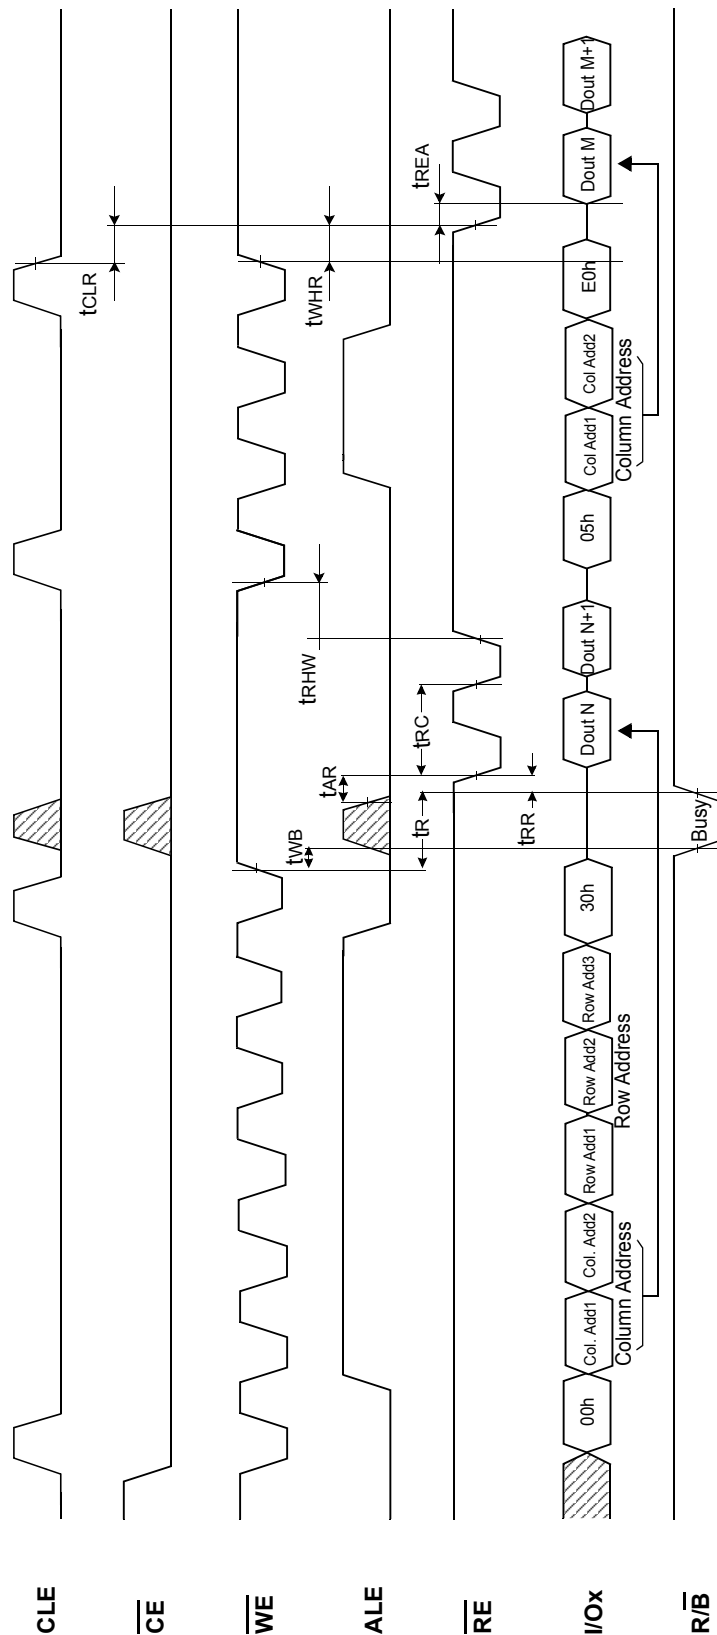 CLE
tCLR
CE
WE
tWB
tRHW
tWHR
ALE
tAR
tR
tRC
tREA
RE
tRR
I/Ox
00h
Col. Add1
Col. Add2
Row Add1
Row Add2
Row Add3
30h
Dout N
Dout N+1
05h
Col Add1
Col Add2
E0h
Dout M
Dout M+1
Column Address
Row Address
Column Address
R/B
Busy